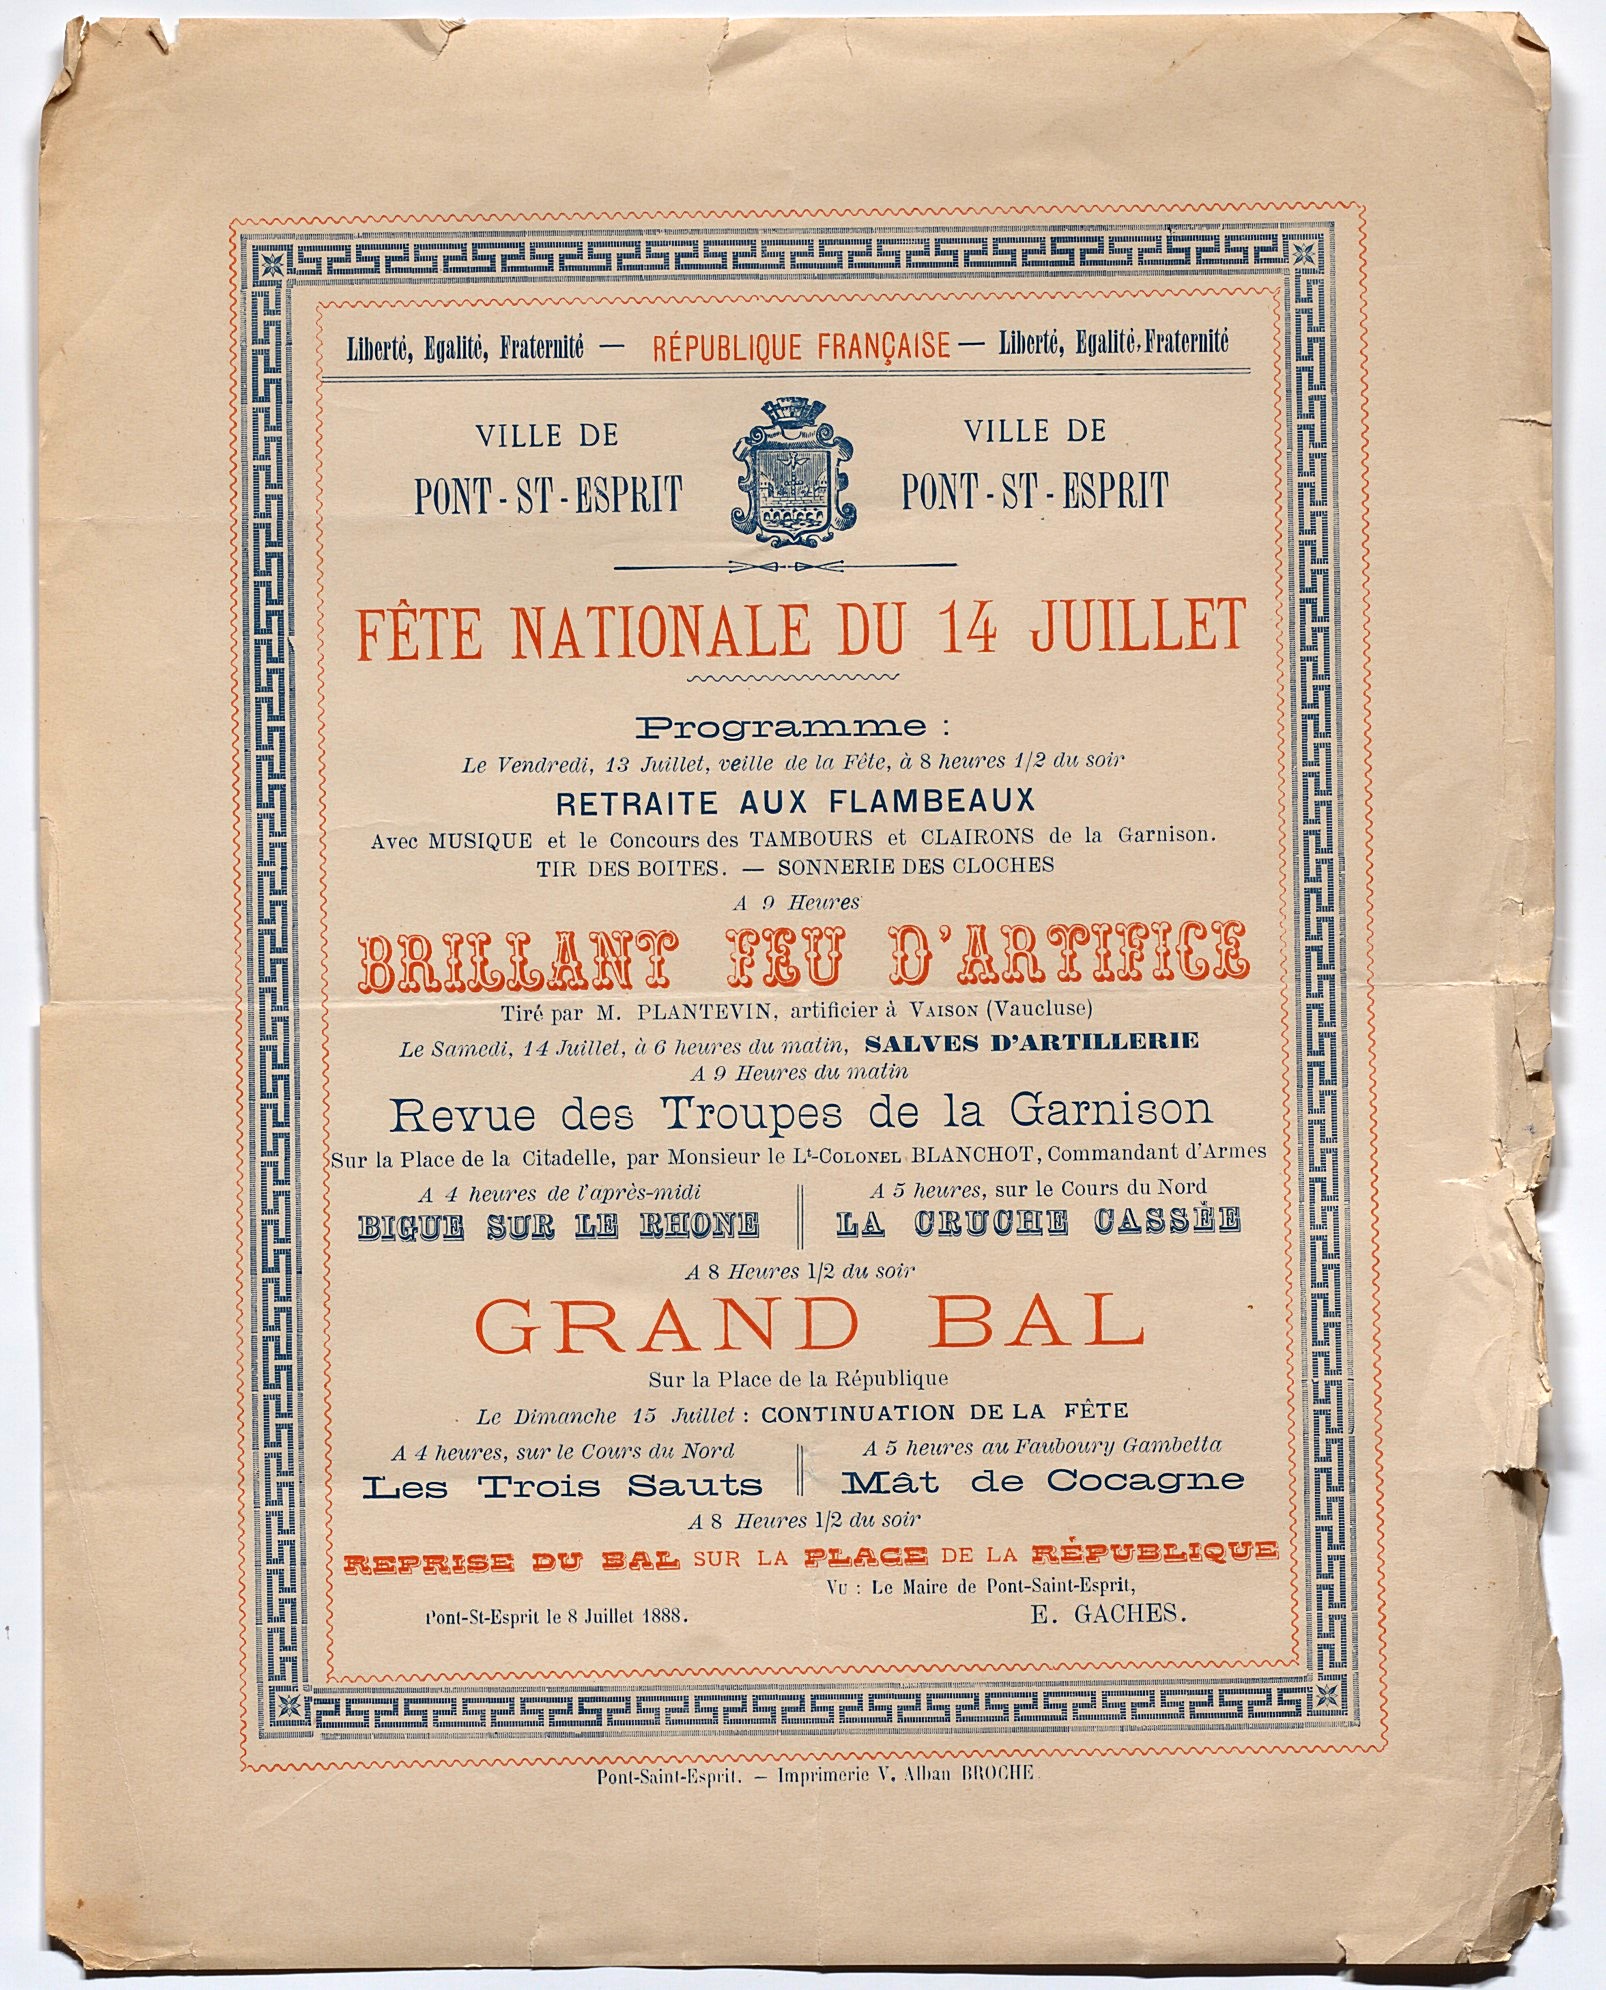 Liberté, Egalité, Fraternité — RÉPUBLIQUE FRANÇAISE — Liberté, Egalité, Fraternité
VILLE DE
PONT-ST-ESPRIT
VILLE DE
PONT-ST-ESPRIT
FÊTE NATIONALE DU 14 JUILLET
Programme :
Le Vendredi, 13 Juillet, veille de la Fête, à 8 heures 1/2 du soir
RETRAITE AUX FLAMBEAUX
Avec MUSIQUE et le Concours des TAMBOURS et CLAIRONS de la Garnison.
TIR DES BOITES. — SONNERIE DES CLOCHES
A 9 Heures
BRILLANT FEU D'ARTIFICE
Tiré par M. PLANTEVIN, artificier à VAISON (Vaucluse)
Le Samedi, 14 Juillet, à 6 heures du matin, SALVES D'ARTILLERIE
A 9 Heures du matin
Revue des Troupes de la Garnison
Sur la Place de la Citadelle, par Monsieur le Lt-COLONEL BLANCHOT, Commandant d'Armes
A 4 heures de l'après-midi
BIGUE SUR LE RHONE
A 5 heures, sur le Cours du Nord
LA CRUCHE CASSÉE
A 8 Heures 1/2 du soir
GRAND BAL
Sur la Place de la République
Le Dimanche 15 Juillet : CONTINUATION DE LA FÊTE
A 4 heures, sur le Cours du Nord
Les Trois Sauts
A 5 heures au Fauboury Gambetta
Mât de Cocagne
A 8 Heures 1/2 du soir
REPRISE DU BAL SUR LA PLACE DE LA RÉPUBLIQUE
Vu : Le Maire de Pont-Saint-Esprit,
Pont-St-Esprit le 8 Juillet 1888.
E. GACHES.
Pont-Saint-Esprit. — Imprimerie V. Alban BROCHE